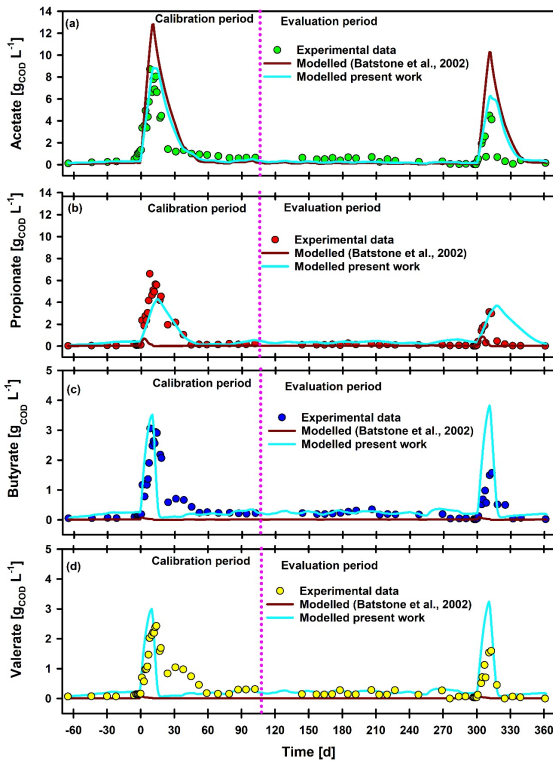 (a)
Calibration period
Evaluation period
Experimental data
Modelled (Batstone et al., 2002)
Modelled present work
Acetate [gCOD L-1]
14
12
10
8
6
4
2
0
(b)
Calibration period
Evaluation period
Experimental data
Modelled (Batstone et al., 2002)
Modelled present work
Propionate [gCOD L-1]
14
12
10
8
6
4
2
0
(c)
Calibration period
Evaluation period
Experimental data
Modelled (Batstone et al., 2002)
Modelled present work
Butyrate [gCOD L-1]
5
4
3
2
1
0
(d)
Calibration period
Evaluation period
Experimental data
Modelled (Batstone et al., 2002)
Modelled present work
Valerate [gCOD L-1]
5
4
3
2
1
0
-60 -30 0 30 60 90 120 150 180 210 240 270 300 330 360
Time [d]